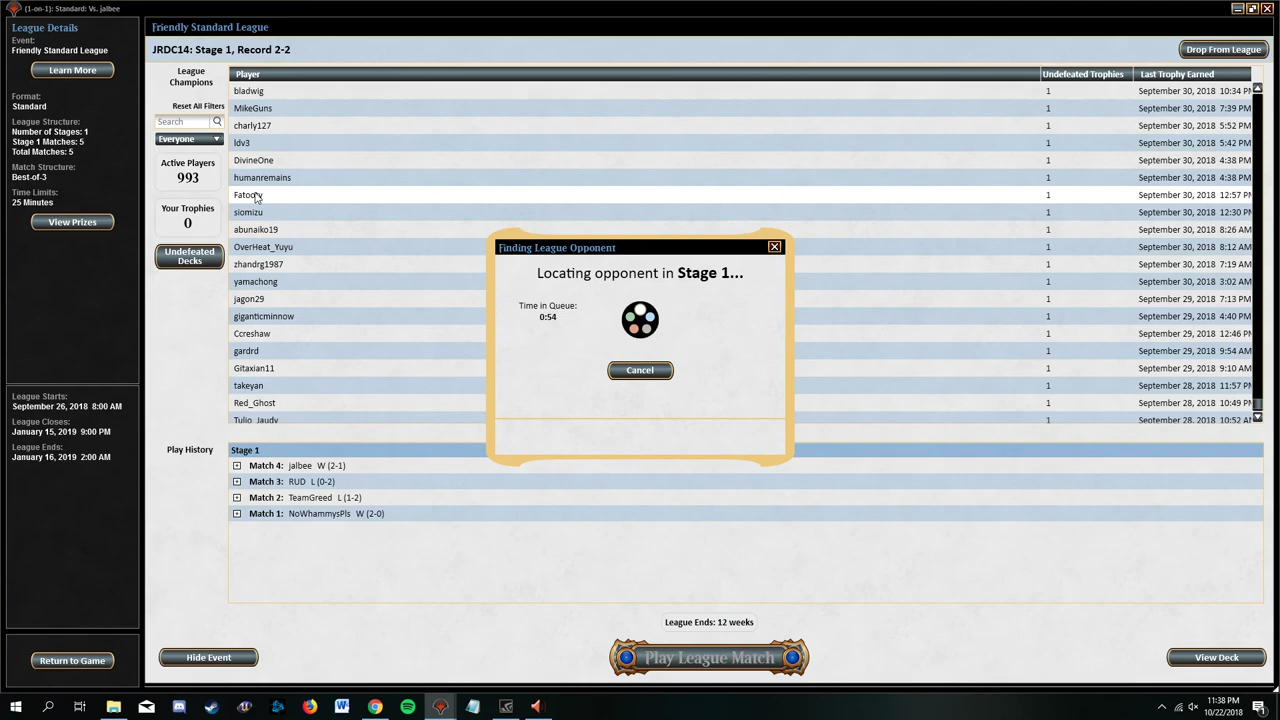 (1-on-1): Standard: Vs. jalbee
League Details
Event:
Friendly Standard League
Learn More
Format:
Standard
League Structure:
Number of Stages: 1
Stage 1 Matches: 5
Total Matches: 5
Match Structure:
Best-of-3
Time Limits:
25 Minutes
View Prizes
League Starts:
September 26, 2018 8:00 AM
League Closes:
January 15, 2019 9:00 PM
League Ends:
January 16, 2019 2:00 AM
Return to Game
Friendly Standard League
JRDC14: Stage 1, Record 2-2
Drop From League
League
Champions
Reset All Filters
Search
Everyone
Active Players
993
Your Trophies
0
Undefeated
Decks
Player Undefeated Trophies Last Trophy Earned
bladwig 1 September 30, 2018 10:34 PM
MikeGuns 1 September 30, 2018 7:39 PM
charly127 1 September 30, 2018 5:52 PM
ldv3 1 September 30, 2018 5:42 PM
DivineOne 1 September 30, 2018 4:38 PM
humanremains 1 September 30, 2018 4:38 PM
1 September 30, 2018 12:57 PM
siomizu 1 September 30, 2018 12:30 PM
abunaiko19 1 September 30, 2018 8:26 AM
OverHeat_Yuyu 1 September 30, 2018 8:12 AM
zhandrg1987 1 September 30, 2018 7:19 AM
yamachong 1 September 30, 2018 3:02 AM
jagon29 1 September 29, 2018 7:13 PM
giganticminnow 1 September 29, 2018 4:40 PM
Ccreshaw 1 September 29, 2018 12:46 PM
gardrd 1 September 29, 2018 9:54 AM
Gitaxian11 1 September 29, 2018 9:10 AM
takeyan 1 September 28, 2018 11:57 PM
Red_Ghost 1 September 28, 2018 10:49 PM
Tulio_Jaudy 1 September 28, 2018 10:52 AM
Finding League Opponent
Locating opponent in Stage 1...
Time in Queue:
0:54
Cancel
Play History
Stage 1
Match 4: jalbee W (2-1)
Match 3: RUD L (0-2)
Match 2: TeamGreed L (1-2)
Match 1: NoWhammysPls W (2-0)
League Ends: 12 weeks
Hide Event
Play League Match
View Deck
11:38 PM
10/22/2018
1